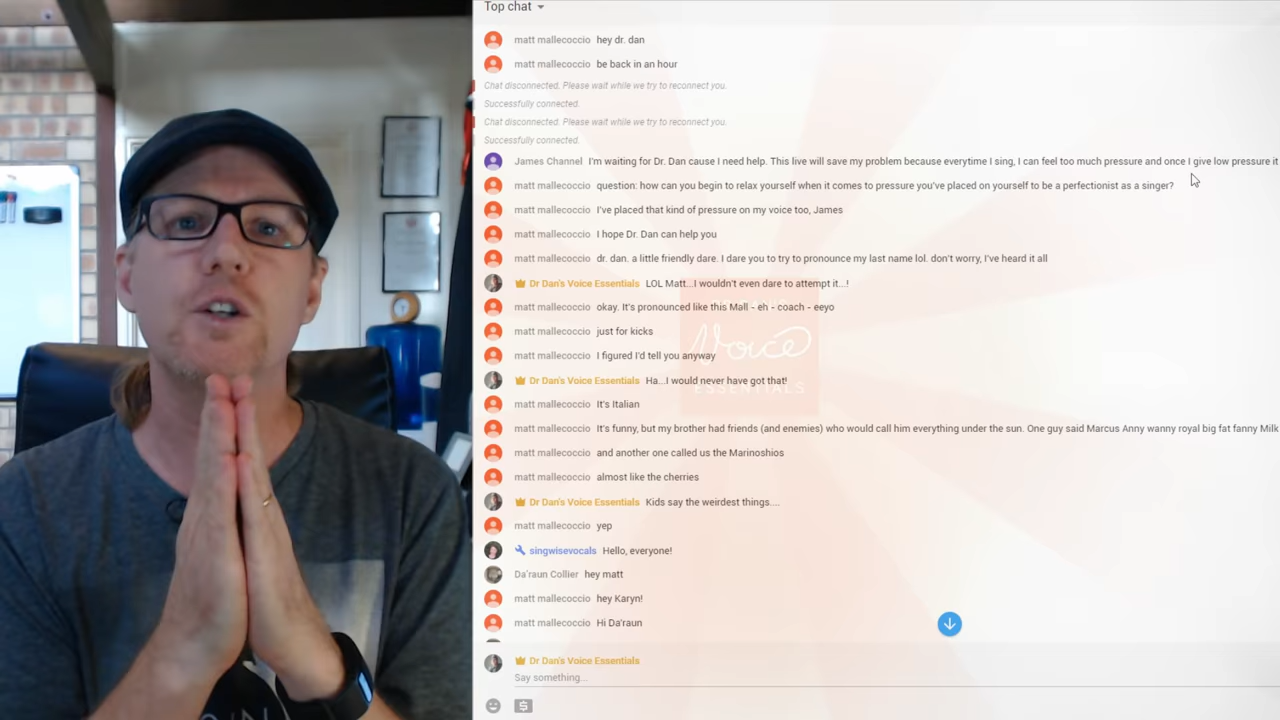 Top chat
matt mallecoccio hey dr. dan
matt mallecoccio be back in an hour
Chat disconnected. Please wait while we try to reconnect you.
Successfully connected.
Chat disconnected. Please wait while we try to reconnect you.
Successfully connected.
James Channel I'm waiting for Dr. Dan cause I need help. This live will save my problem because everytime I sing, I can feel too much pressure and once I give low pressure it
matt mallecoccio question: how can you begin to relax yourself when it comes to pressure you've placed on yourself to be a perfectionist as a singer?
matt mallecoccio I've placed that kind of pressure on my voice too, James
matt mallecoccio I hope Dr. Dan can help you
matt mallecoccio dr. dan. a little friendly dare. I dare you to try to pronounce my last name lol. don't worry, I've heard it all
Dr Dan's Voice Essentials LOL Matt...I wouldn't even dare to attempt it...!
matt mallecoccio okay. It's pronounced like this Mall - eh - coach - eeyo
matt mallecoccio just for kicks
matt mallecoccio I figured I'd tell you anyway
Voice
ESSENTIALS
Dr Dan's Voice Essentials Ha...I would never have got that!
matt mallecoccio It's Italian
matt mallecoccio It's funny, but my brother had friends (and enemies) who would call him everything under the sun. One guy said Marcus Anny wanny royal big fat fanny Milk
matt mallecoccio and another one called us the Marinoshios
matt mallecoccio almost like the cherries
Dr Dan's Voice Essentials Kids say the weirdest things....
matt mallecoccio yep
singwisevocals Hello, everyone!
Da'raun Collier hey matt
matt mallecoccio hey Karyn!
matt mallecoccio Hi Da'raun
Dr Dan's Voice Essentials
Say something...